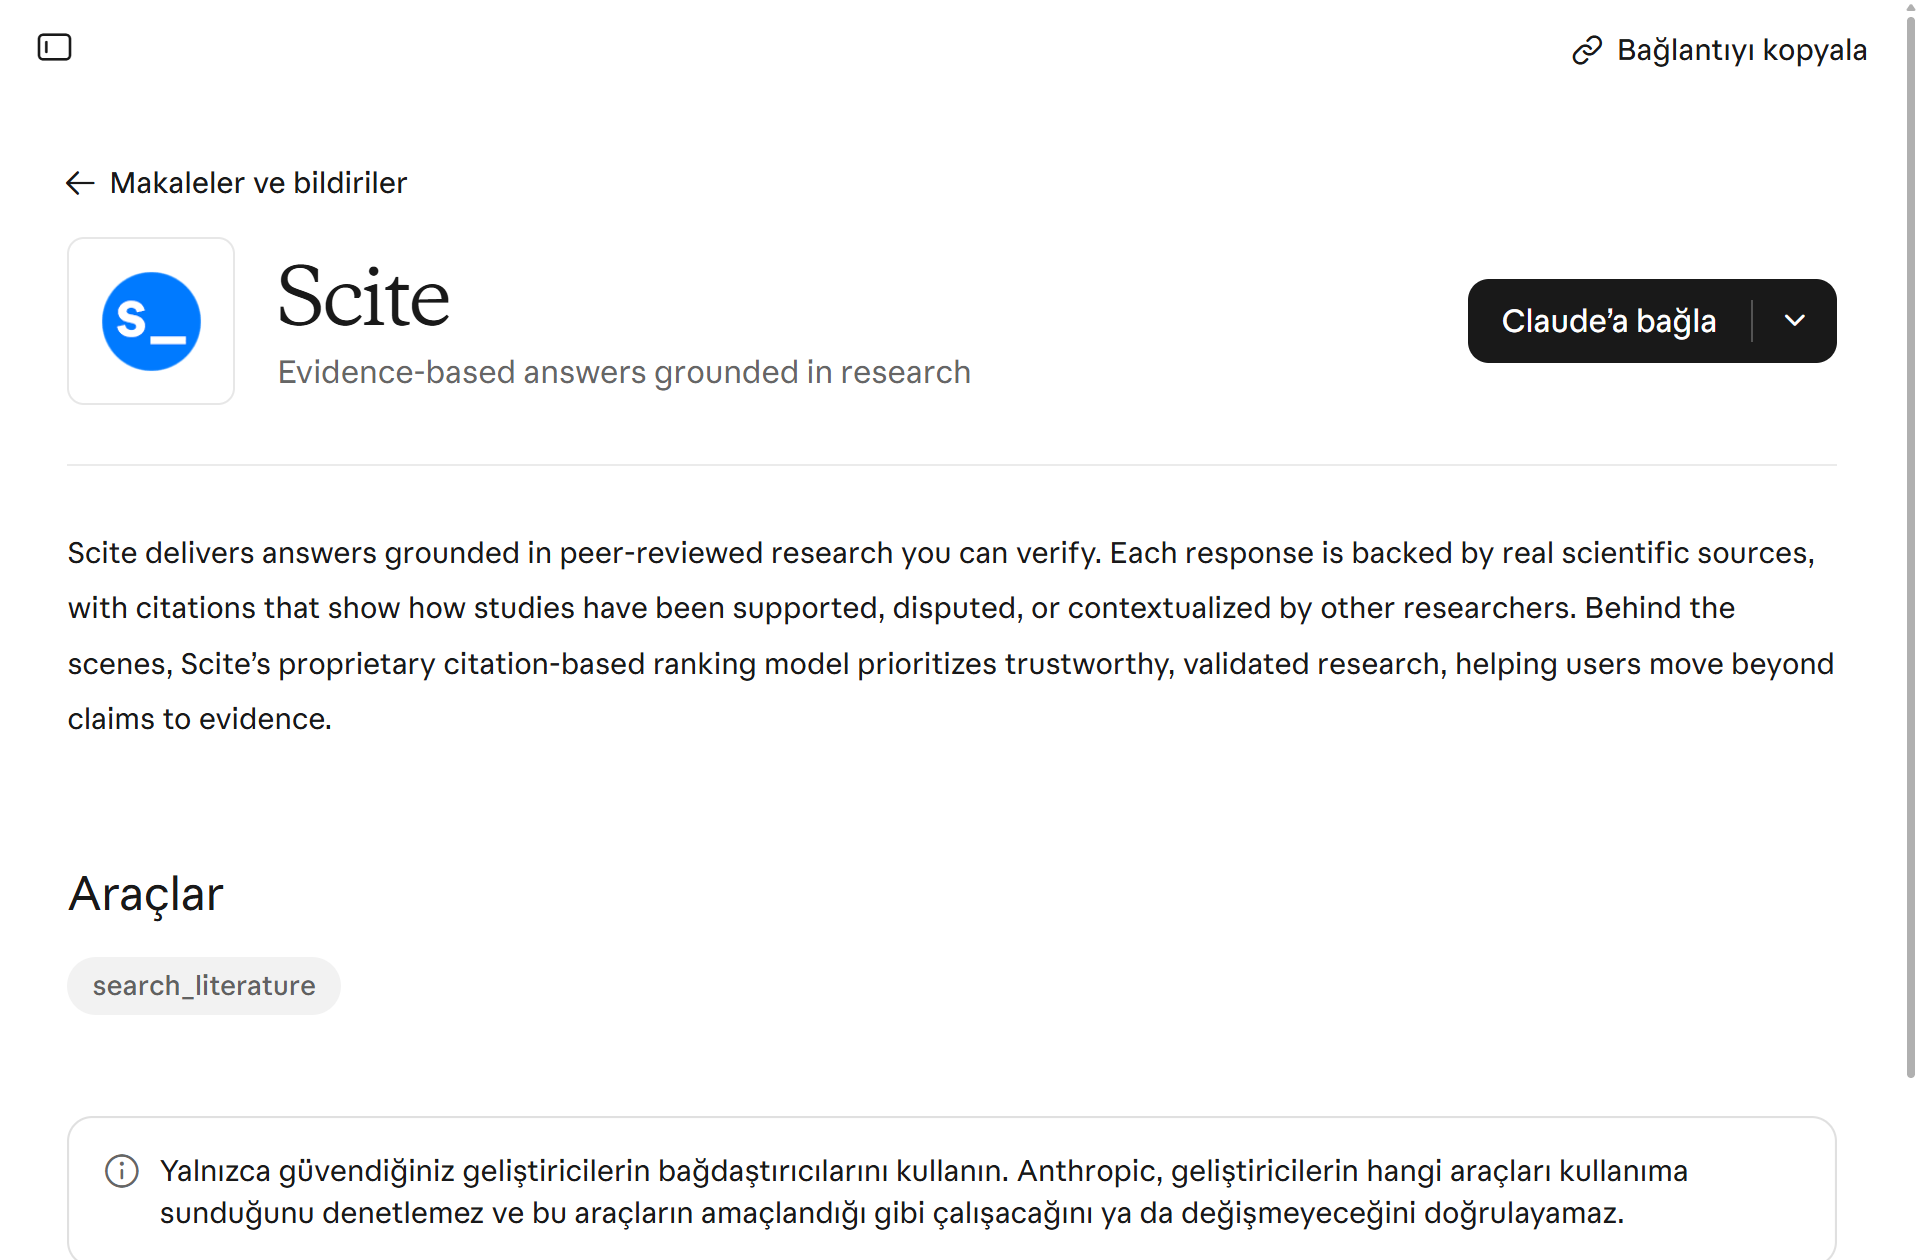 Bağlantıyı kopyala
Makaleler ve bildiriler
S_
Scite
Evidence-based answers grounded in research
Claude’a bağla
Scite delivers answers grounded in peer-reviewed research you can verify. Each response is backed by real scientific sources,
with citations that show how studies have been supported, disputed, or contextualized by other researchers. Behind the
scenes, Scite’s proprietary citation-based ranking model prioritizes trustworthy, validated research, helping users move beyond
claims to evidence.
Araçlar
search_literature
Yalnızca güvendiğiniz geliştiricilerin bağdaştırıcılarını kullanın. Anthropic, geliştiricilerin hangi araçları kullanıma
sunduğunu denetlemez ve bu araçların amaçlandığı gibi çalışacağını ya da değişmeyeceğini doğrulayamaz.